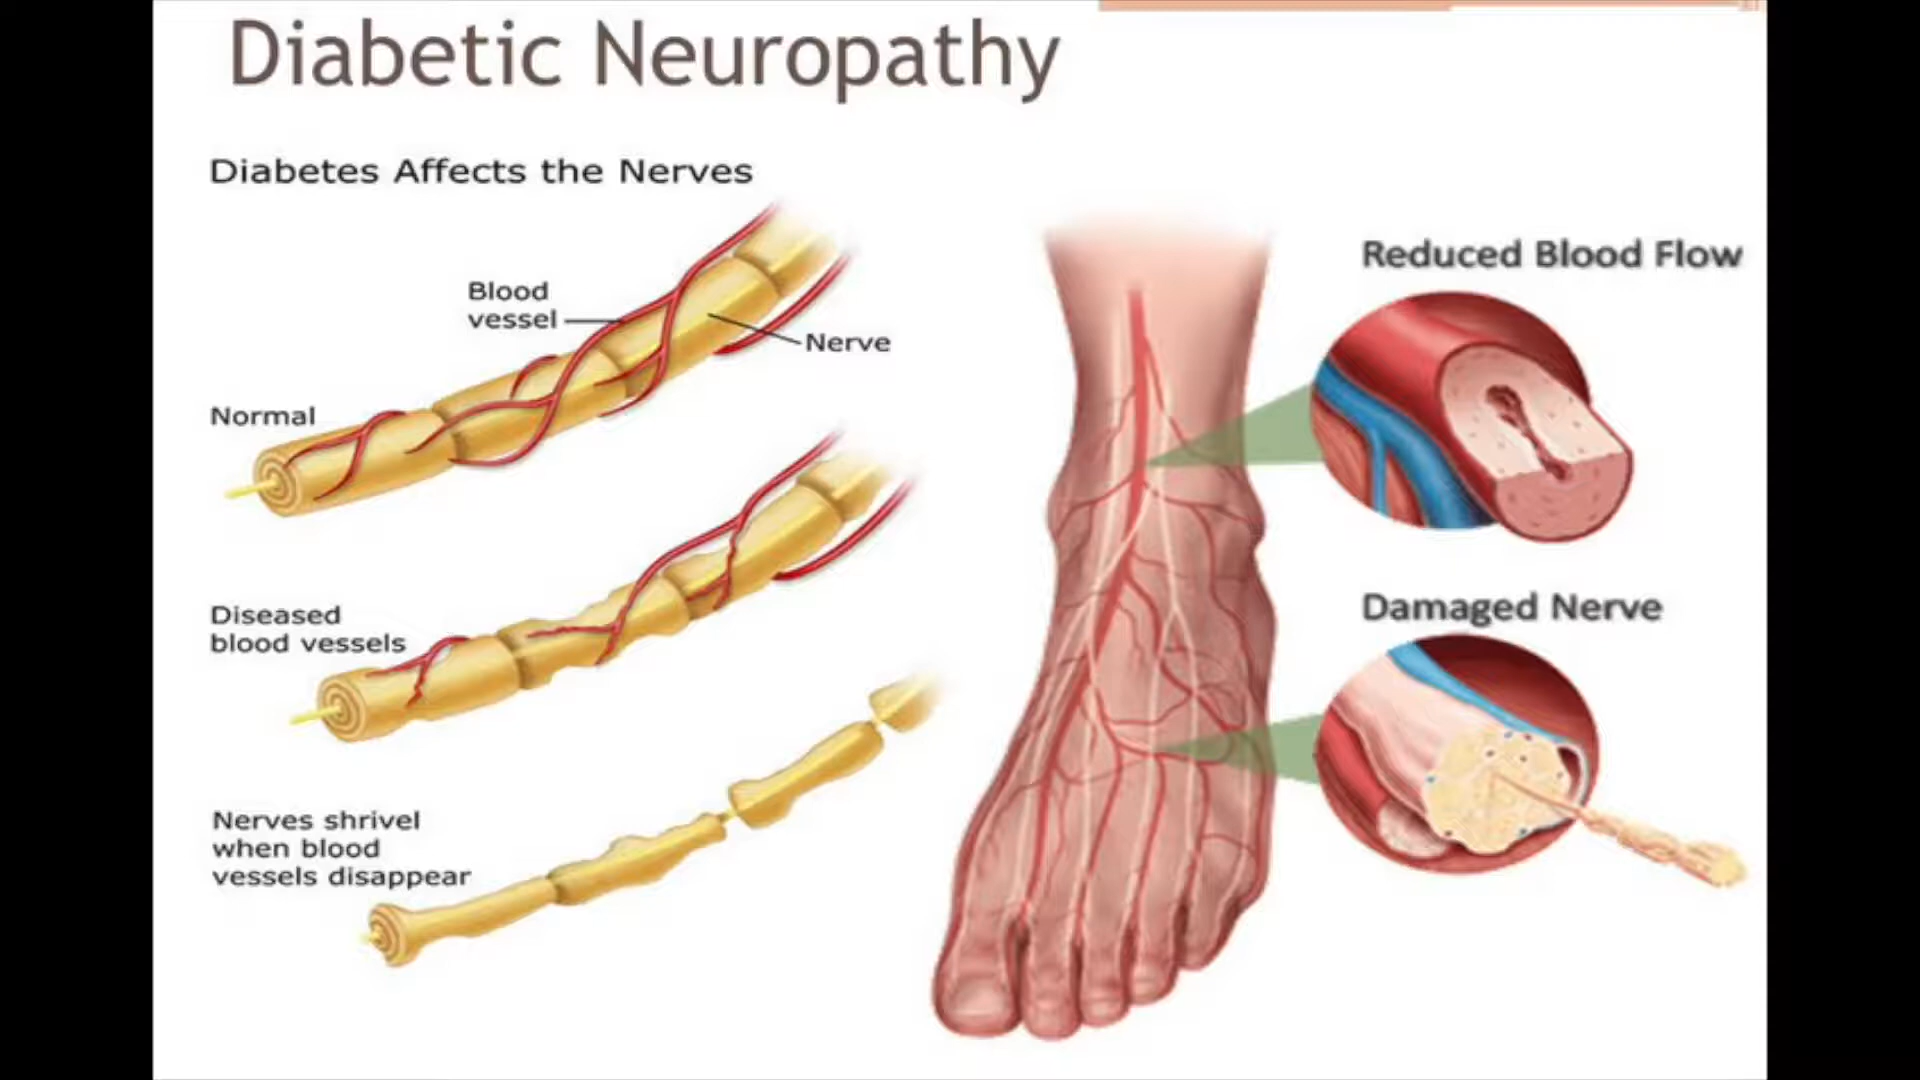 Diabetic Neuropathy
Diabetes Affects the Nerves
Blood
vessel
Nerve
Normal
Diseased
blood vessels
Nerves shrivel
when blood
vessels disappear
Reduced Blood Flow
Damaged Nerve